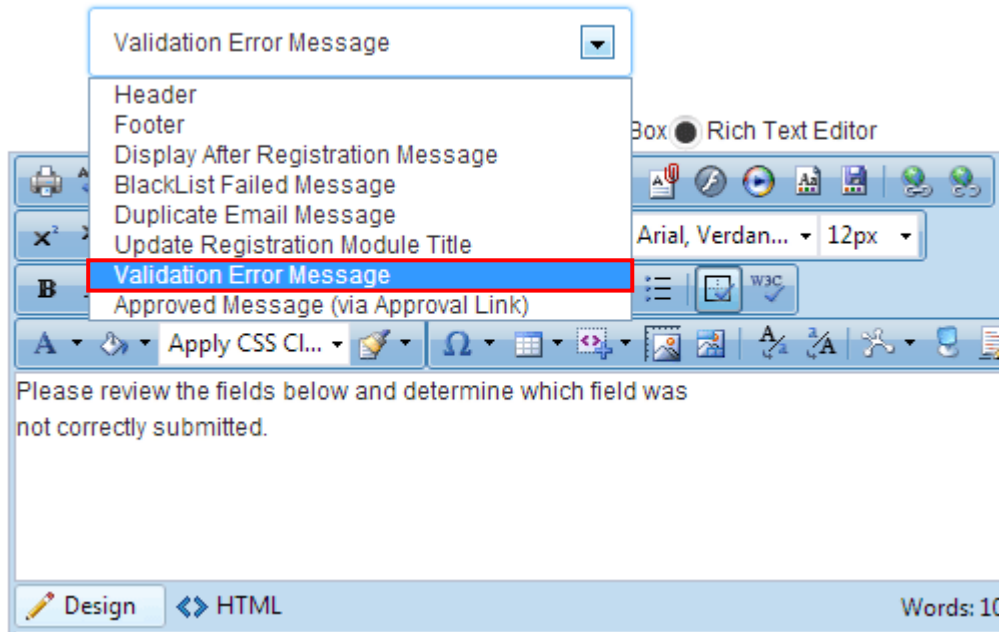 Validation Error Message
Header
Footer
Display After Registration Message
BlackList Failed Message
Duplicate Email Message
Update Registration Module Title
Validation Error Message
Approved Message (via Approval Link)
Box Rich Text Editor
Arial, Verdan... 12px
B
W3C
A Apply CSS Cl... Ω
Please review the fields below and determine which field was
not correctly submitted.
Design HTML Words: 10